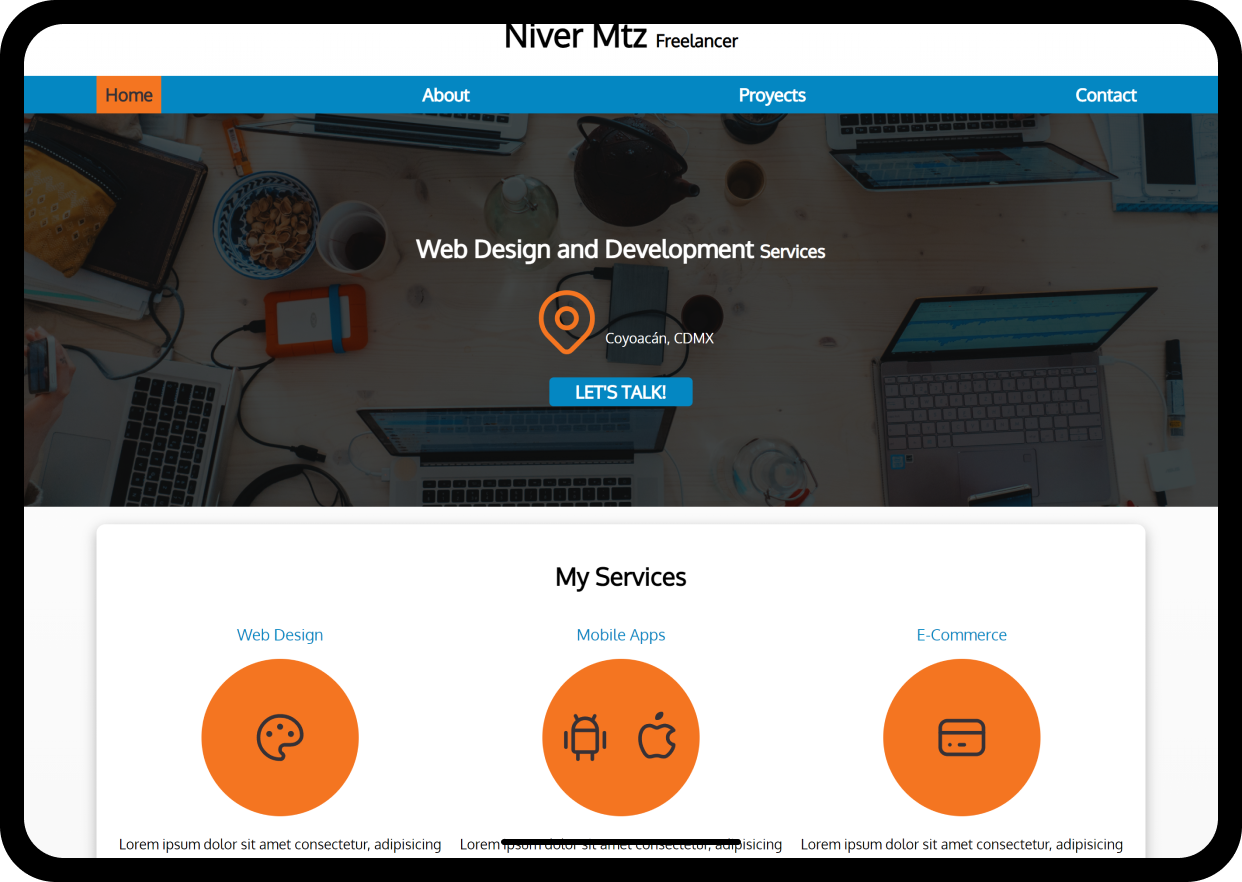 Niver Mtz Freelancer
Home About Proyects Contact
Web Design and Development Services
Coyoacán, CDMX
LET'S TALK!
My Services
Web Design Mobile Apps E-Commerce
Lorem ipsum dolor sit amet consectetur, adipisicing Lorem ipsum dolor sit amet consectetur, adipisicing Lorem ipsum dolor sit amet consectetur, adipisicing